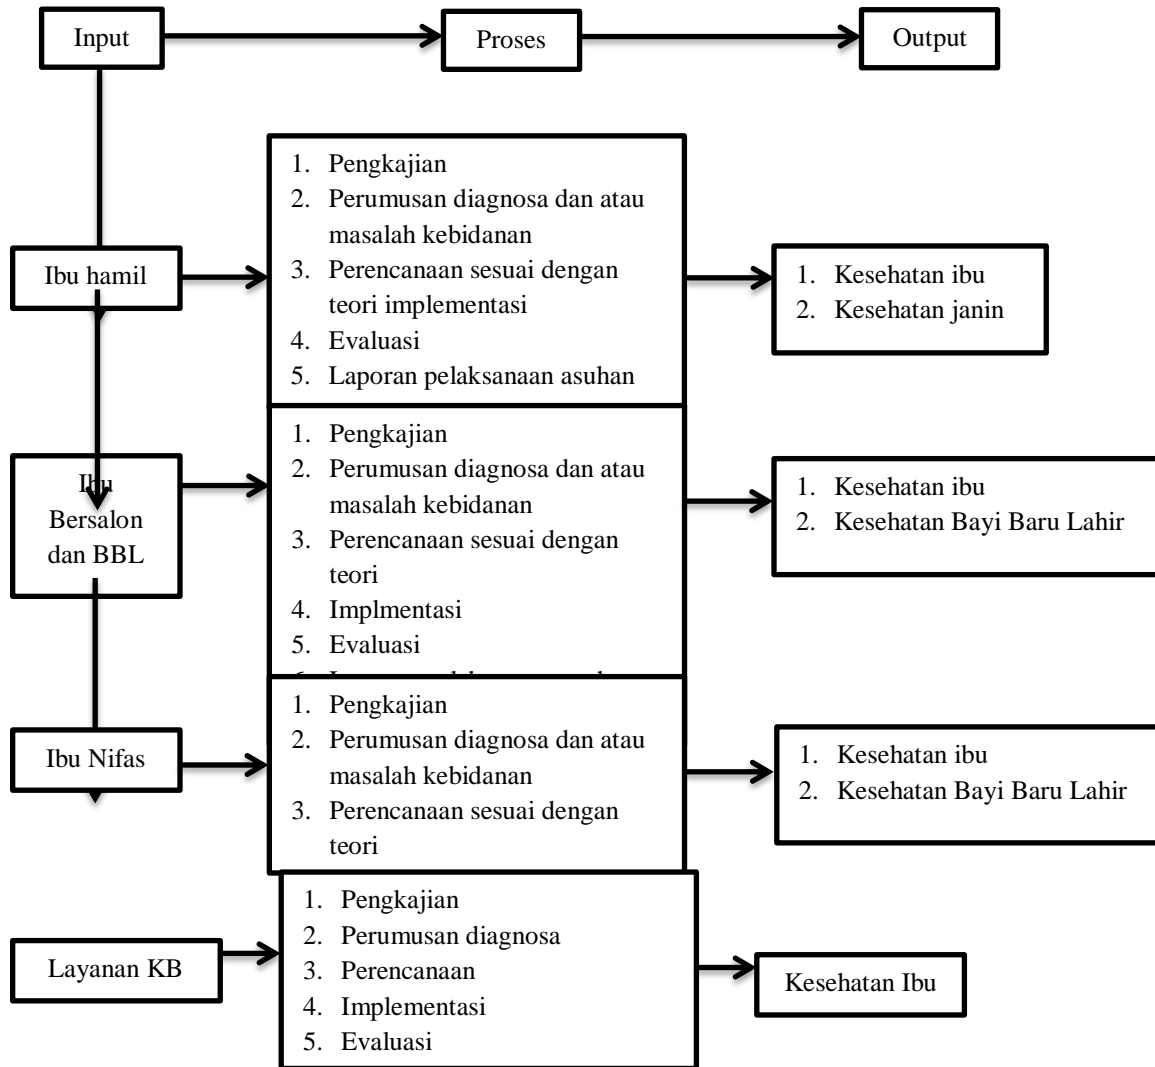 Input
Proses
Output
Ibu hamil
1. Pengkajian
2. Perumusan diagnosa dan atau
masalah kebidanan
3. Perencanaan sesuai dengan
teori implementasi
4. Evaluasi
5. Laporan pelaksanaan asuhan
1. Kesehatan ibu
2. Kesehatan janin
Ibu
Bersalon
dan BBL
1. Pengkajian
2. Perumusan diagnosa dan atau
masalah kebidanan
3. Perencanaan sesuai dengan
teori
4. Implmentasi
5. Evaluasi
1. Kesehatan ibu
2. Kesehatan Bayi Baru Lahir
Ibu Nifas
1. Pengkajian
2. Perumusan diagnosa dan atau
masalah kebidanan
3. Perencanaan sesuai dengan
teori
1. Kesehatan ibu
2. Kesehatan Bayi Baru Lahir
Layanan KB
1. Pengkajian
2. Perumusan diagnosa
3. Perencanaan
4. Implementasi
5. Evaluasi
Kesehatan Ibu